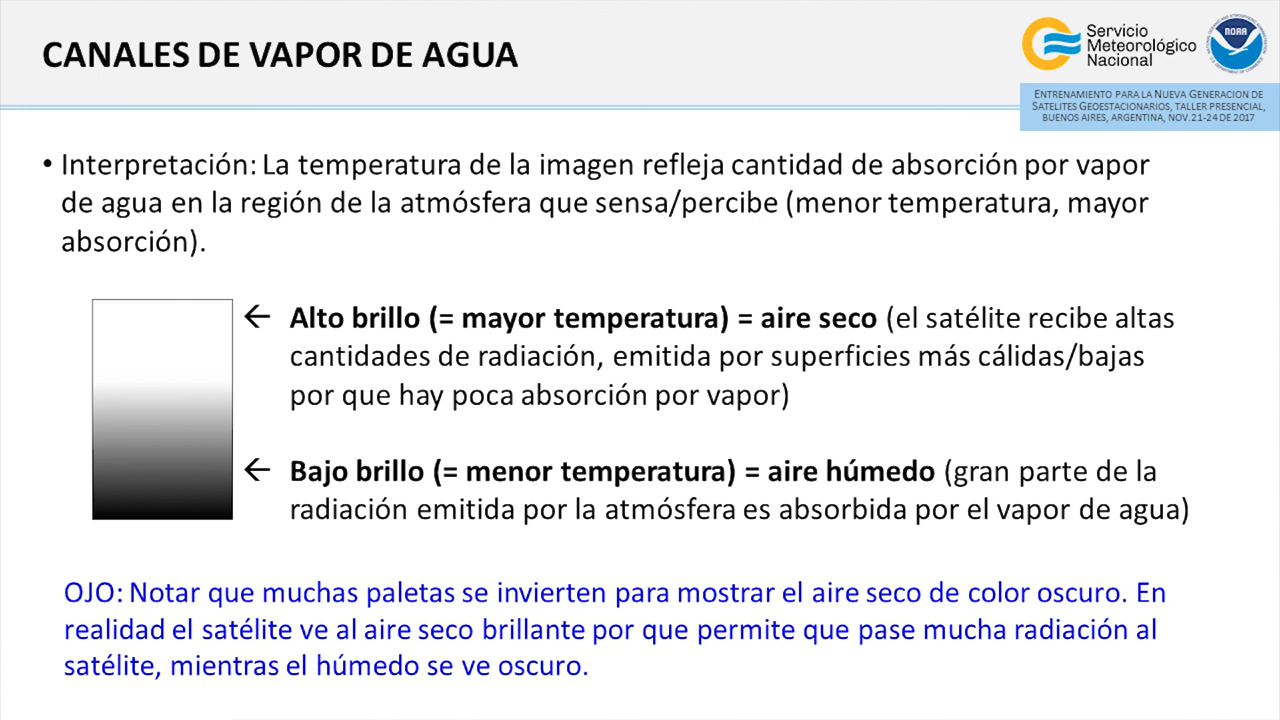 CANALES DE VAPOR DE AGUA
Servicio
Meteorológico
Nacional
NOAA
ENTRENAMIENTO PARA LA NUEVA GENERACION DE
SATELITES GEOESTACIONARIOS, TALLER PRESENCIAL,
BUENOS AIRES, ARGENTINA, NOV.21-24 DE 2017
• Interpretación: La temperatura de la imagen refleja cantidad de absorción por vapor
de agua en la región de la atmósfera que sensa/percibe (menor temperatura, mayor
absorción).
← Alto brillo (= mayor temperatura) = aire seco (el satélite recibe altas
cantidades de radiación, emitida por superficies más cálidas/bajas
por que hay poca absorción por vapor)
← Bajo brillo (= menor temperatura) = aire húmedo (gran parte de la
radiación emitida por la atmósfera es absorbida por el vapor de agua)
OJO: Notar que muchas paletas se invierten para mostrar el aire seco de color oscuro. En
realidad el satélite ve al aire seco brillante por que permite que pase mucha radiación al
satélite, mientras el húmedo se ve oscuro.